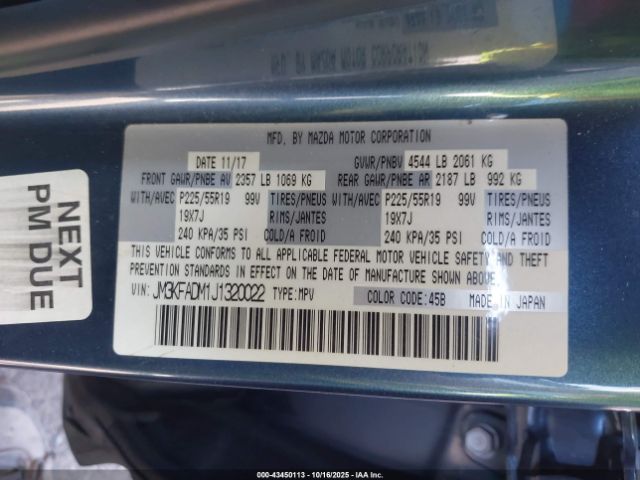 MFD. BY MAZDA MOTOR CORPORATION
DATE 11/17 GVWR/PNBV 4544 LB 2061 KG
FRONT GAWR/PNBE AV 2357 LB 1069 KG REAR GAWR/PNBE AR 2187 LB 992 KG
WITH/AVEC P225/55R19 99V TIRES/PNEUS WITH/AVEC P225/55R19 99V TIRES/PNEUS
19X7J RIMS/JANTES 19X7J RIMS/JANTES
240 KPA/35 PSI COLD/A FROID 240 KPA/35 PSI COLD/A FROID
THIS VEHICLE CONFORMS TO ALL APPLICABLE FEDERAL MOTOR VEHICLE SAFETY AND THEFT
PREVENTION STANDARDS IN EFFECT ON THE DATE OF MANUFACTURE SHOWN ABOVE.
VIN: JM3KFADM1J1320022 TYPE:MPV COLOR CODE:45B MADE IN JAPAN
NEXT
PM DUE
000-43450113 - 10/16/2025 - IAA Inc.